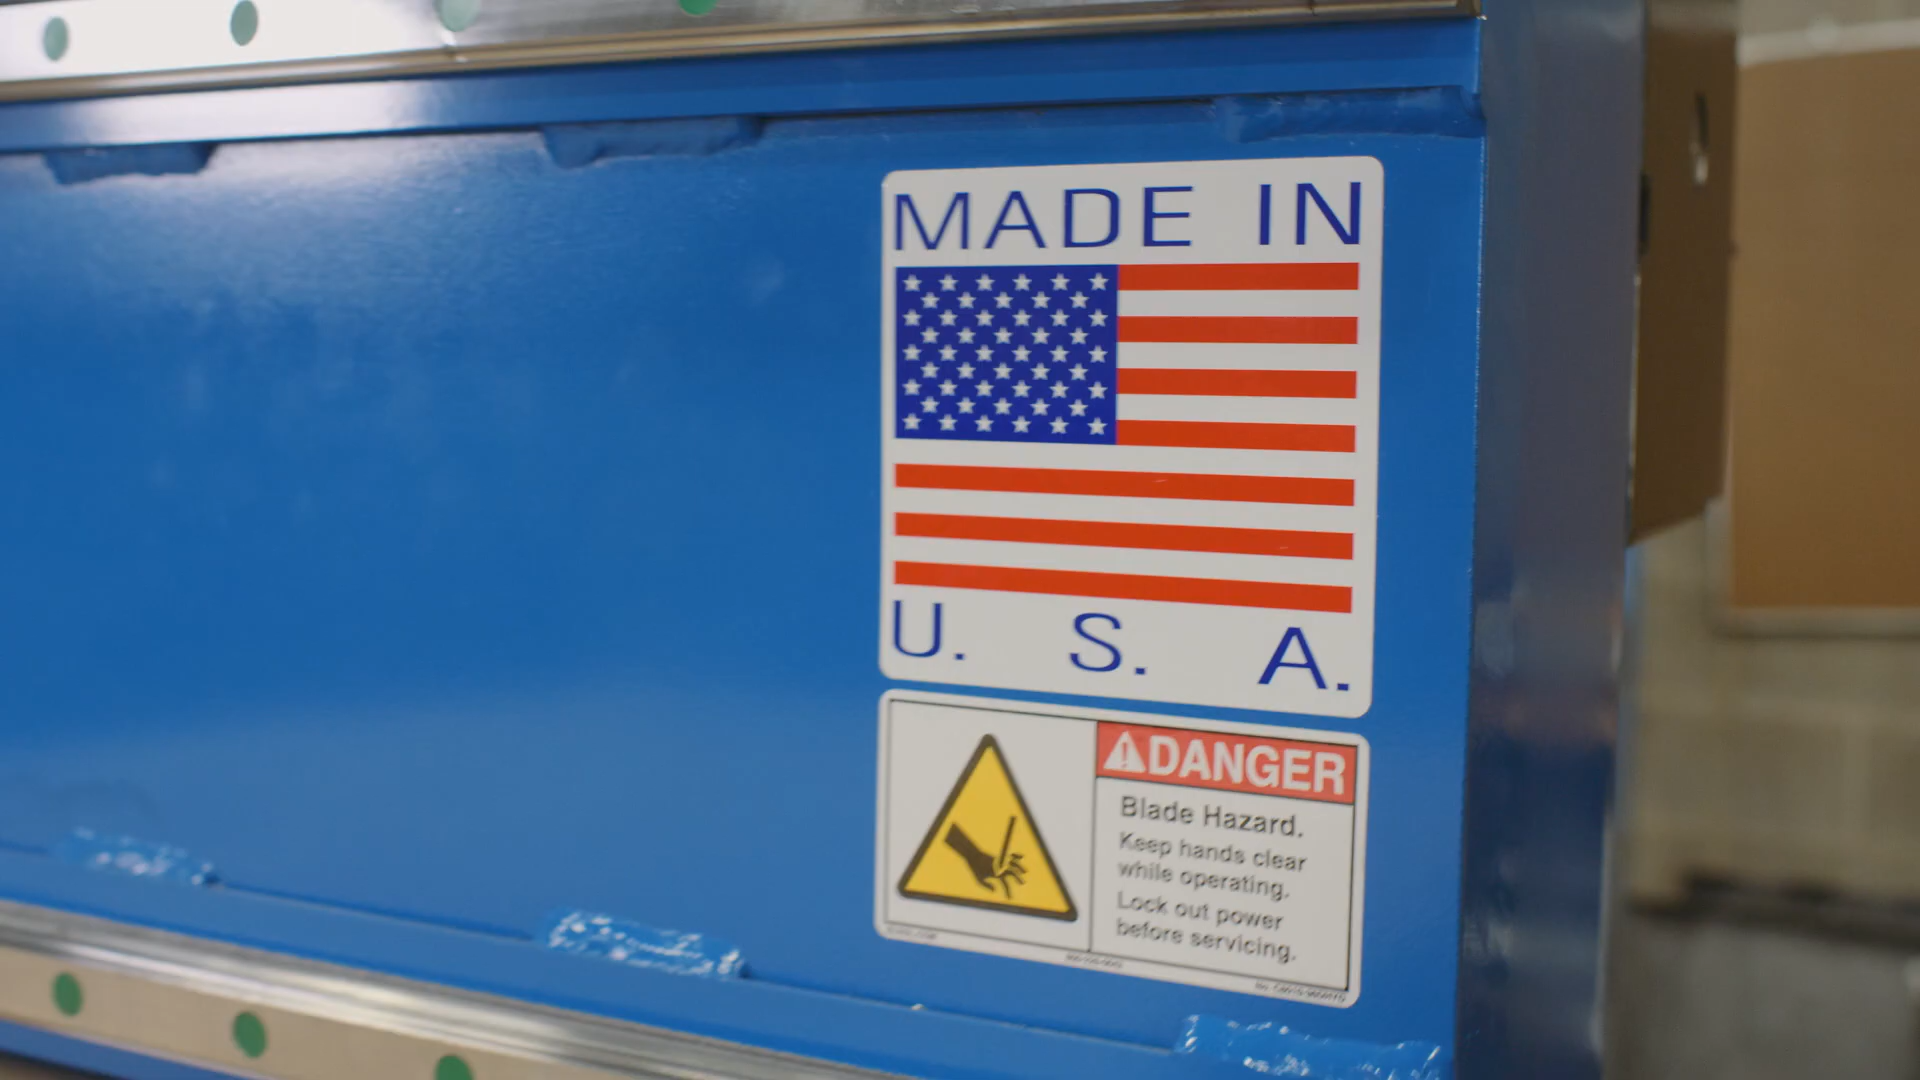 MADE IN
U. S. A.
DANGER
Blade Hazard.
Keep hands clear
while operating.
Lock out power
before servicing.